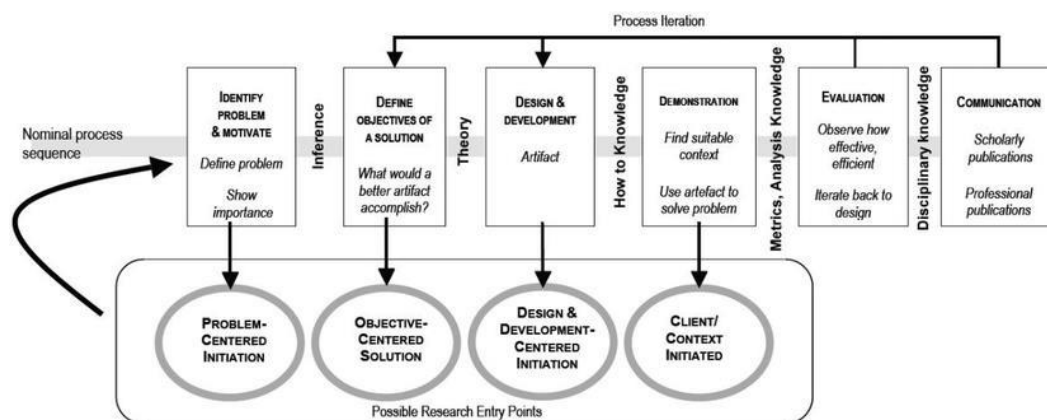 Process Iteration
Nominal process
sequence
IDENTIFY
PROBLEM
& MOTIVATE
Define problem
Show
importance
Inference
DEFINE
OBJECTIVES OF
A SOLUTION
What would a
better artifact
accomplish?
Theory
DESIGN &
DEVELOPMENT
Artifact
How to Knowledge
DEMONSTRATION
Find suitable
context
Use artefact to
solve problem
Metrics, Analysis Knowledge
EVALUATION
Observe how
effective,
efficient
Iterate back to
design
Disciplinary knowledge
COMMUNICATION
Scholarly
publications
Professional
publications
PROBLEM-
CENTERED
INITIATION
OBJECTIVE-
CENTERED
SOLUTION
DESIGN &
DEVELOPMENT-
CENTERED
INITIATION
CLIENT/
CONTEXT
INITIATED
Possible Research Entry Points